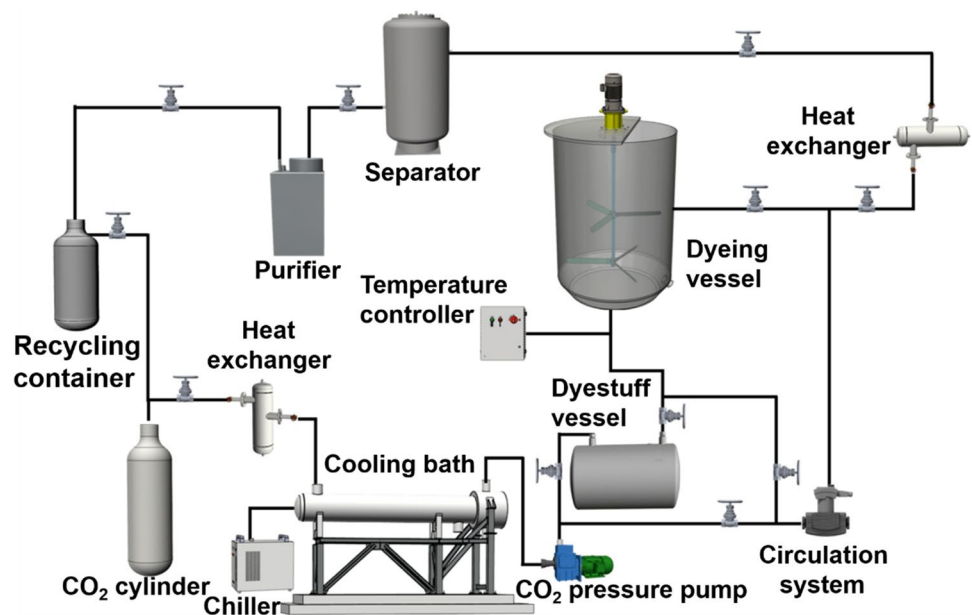 Separator
Heat
exchanger
Purifier
Dyeing
vessel
Temperature
controller
Recycling
container
Heat
exchanger
Dyestuff
vessel
Cooling bath
CO₂ cylinder
Chiller
CO₂ pressure pump
Circulation
system